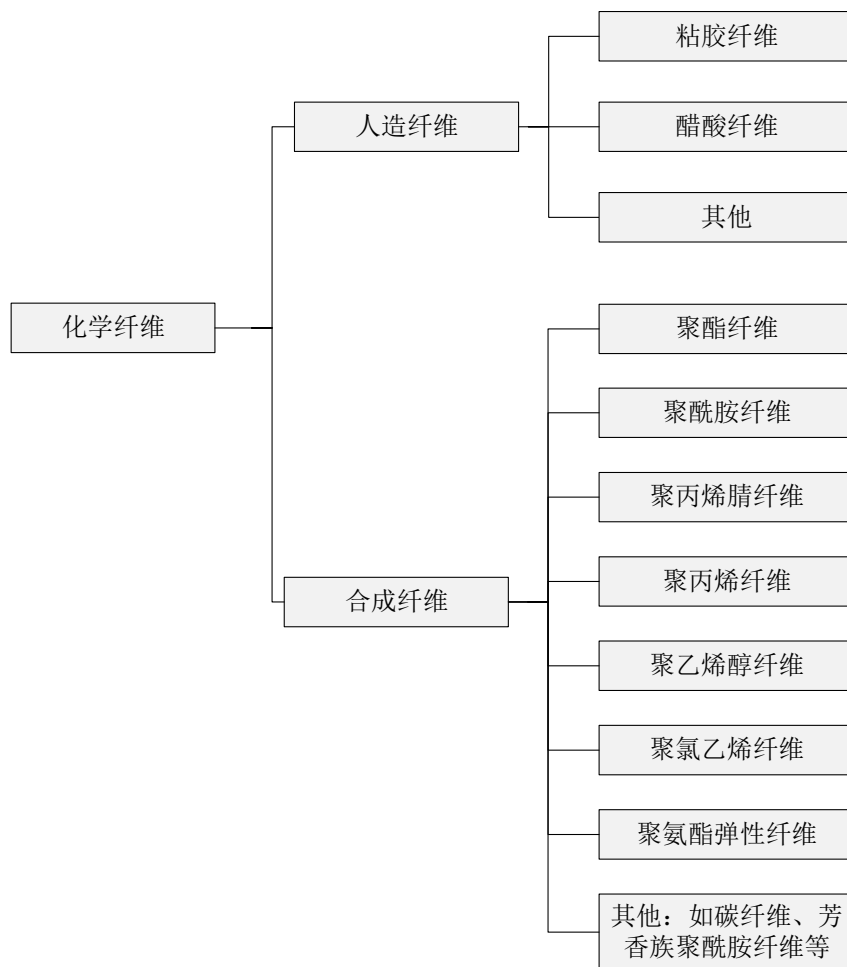 粘胶纤维
人造纤维
醋酸纤维
其他
化学纤维
聚酯纤维
聚酰胺纤维
聚丙烯腈纤维
聚丙烯纤维
合成纤维
聚乙烯醇纤维
聚氯乙烯纤维
聚氨酯弹性纤维
其他：如碳纤维、芳
香族聚酰胺纤维等